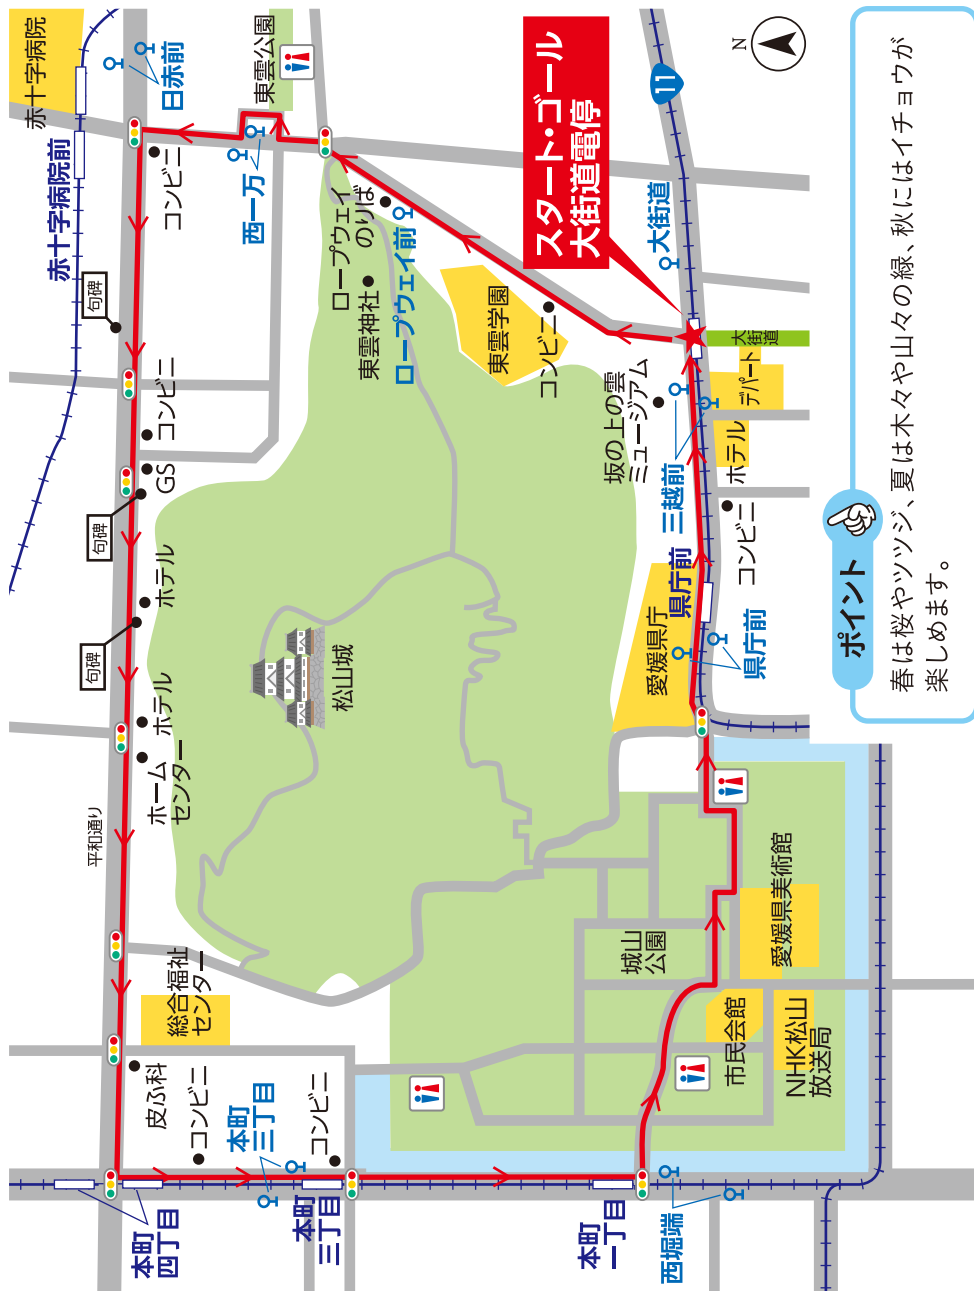 赤十字病院
日赤前
赤十字病院前
東雲公園
コンビニ
西一万
句碑
ロープウェイ
のりば
ロープウェイ前
東雲神社
東雲学園
コンビニ
スタート・ゴール
大街道電停
N
11
大街道
大街道
デパート
坂の上の雲
ミュージアム
三越前
ホテル
コンビニ
コンビニ
GS
句碑
ホテル
句碑
ホテル
ホーム
センター
平和通り
松山城
愛媛県庁
県庁前
県庁前
総合福祉
センター
皮ふ科
コンビニ
本町
三丁目
コンビニ
本町
四丁目
本町
三丁目
本町
一丁目
西堀端
城山
公園
愛媛県美術館
市民会館
NHK松山
放送局
ポイント
春は桜やツツジ、夏は木々や山々の緑、秋にはイチョウが
楽しめます。